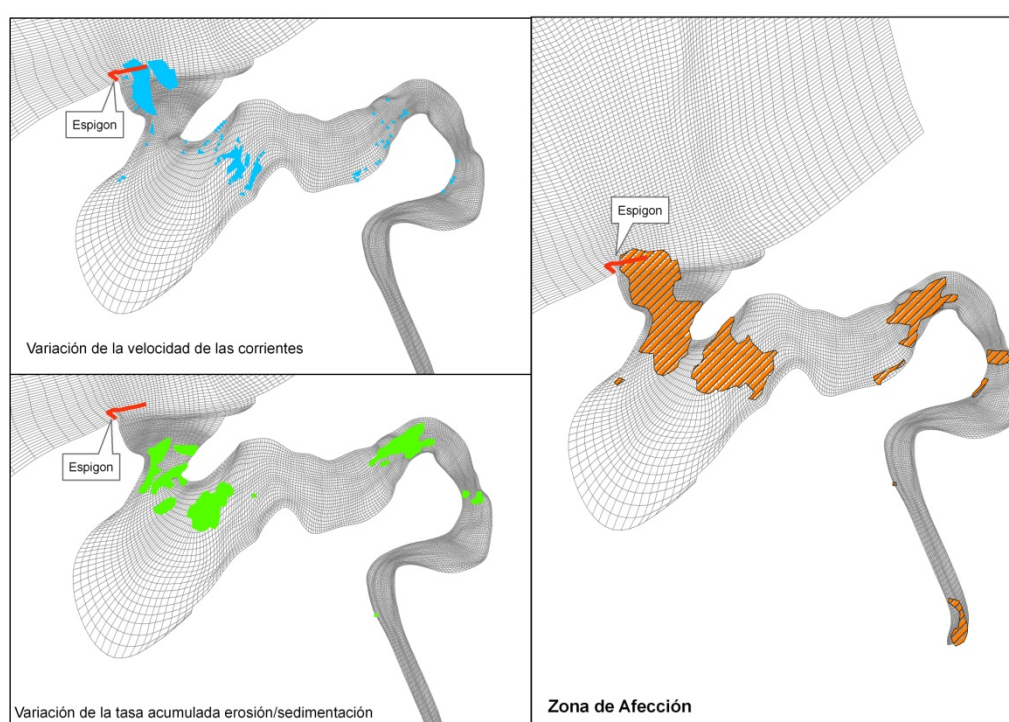 Espigon
Variación de la velocidad de las corrientes
Espigon
Variación de la tasa acumulada erosión/sedimentación
Espigon
Zona de Afección